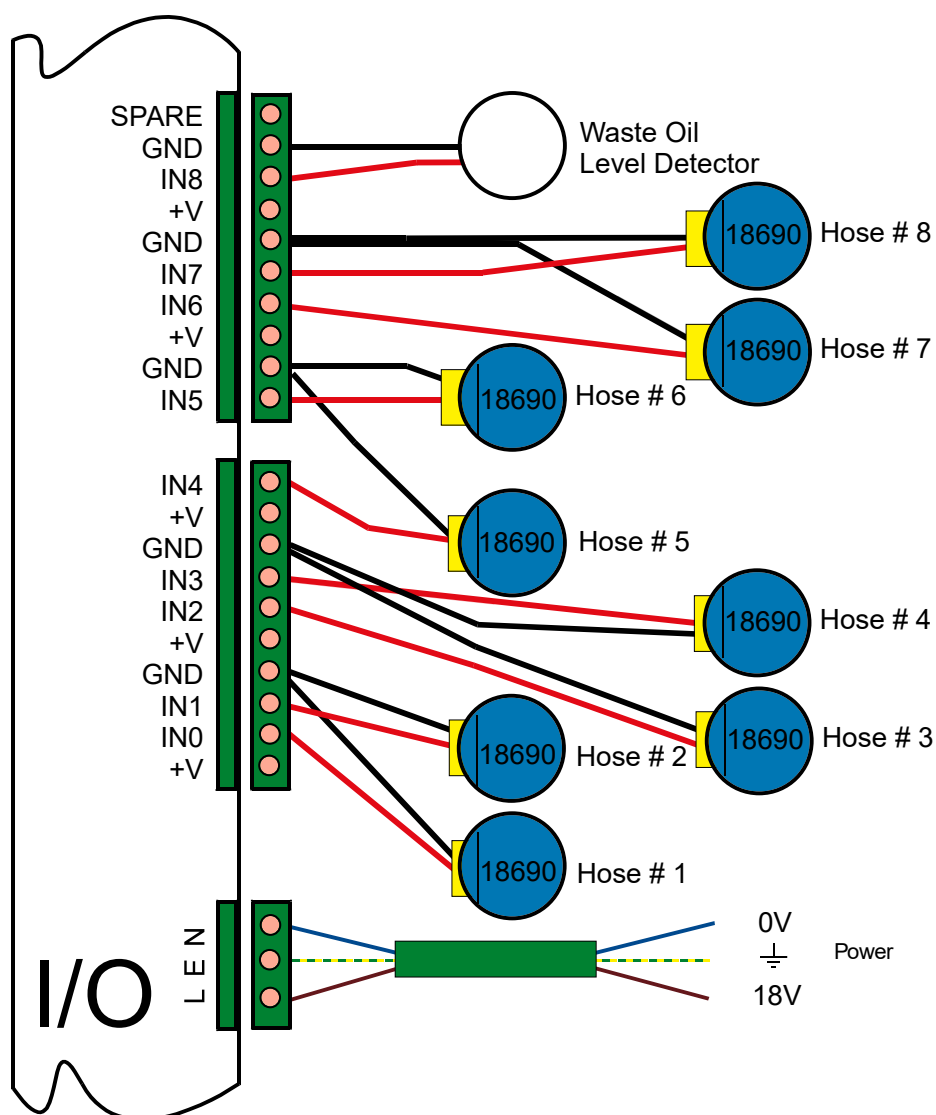 SPARE
GND
IN8
+V
GND
IN7
IN6
+V
GND
IN5
Waste Oil
Level Detector
18690
Hose # 8
18690
Hose # 7
18690
Hose # 6
IN4
+V
GND
IN3
IN2
+V
GND
IN1
IN0
+V
18690
Hose # 5
18690
Hose # 4
18690
Hose # 3
18690
Hose # 2
18690
Hose # 1
I/O
L E N
0V
Power
18V